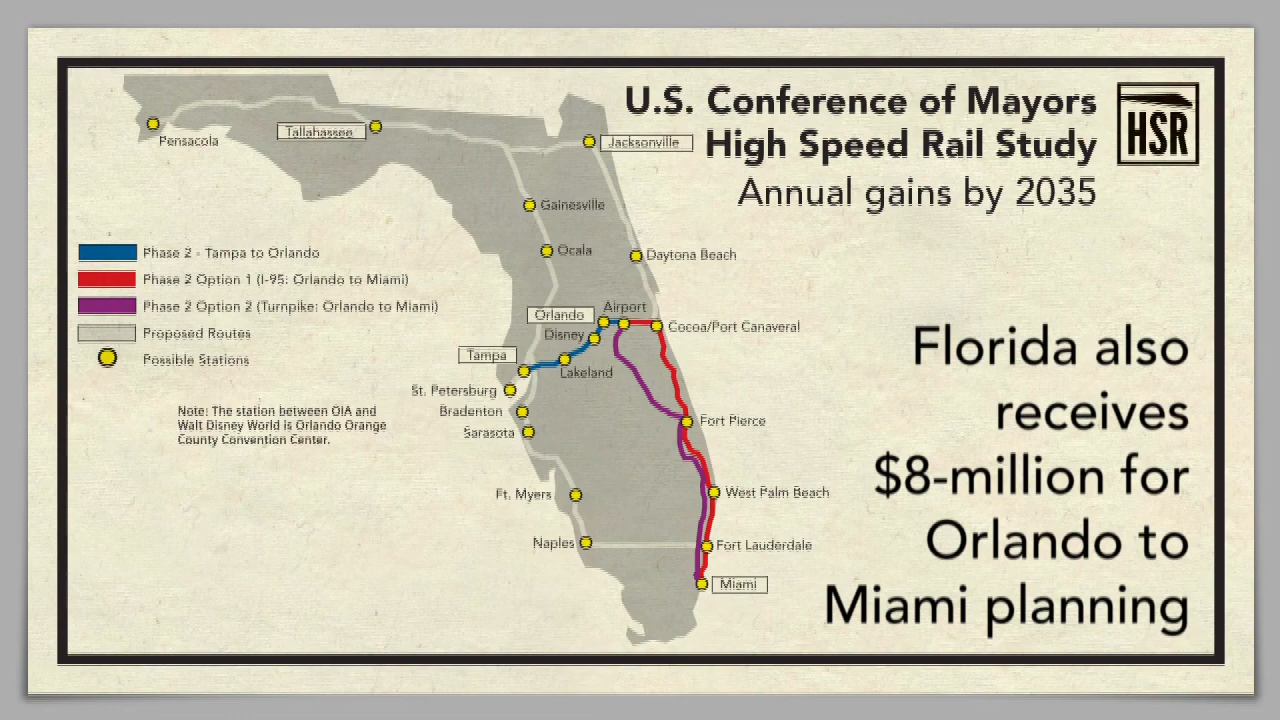 U.S. Conference of Mayors
High Speed Rail Study
Annual gains by 2035
HSR
Pensacola
Tallahassee
Jacksonville
Gainesville
Ocala
Daytona Beach
Phase 2 - Tampa to Orlando
Phase 2 Option 1 (I-95: Orlando to Miami)
Phase 2 Option 2 (Turnpike: Orlando to Miami)
Proposed Routes
Possible Stations
Note: The station between OIA and
Walt Disney World is Orlando Orange
County Convention Center.
Orlando
Airport
Disney
Cocoa/Port Canaveral
Tampa
Lakeland
St. Petersburg
Bradenton
Sarasota
Fort Pierce
Ft. Myers
West Palm Beach
Naples
Fort Lauderdale
Miami
Florida also
receives
$8-million for
Orlando to
Miami planning